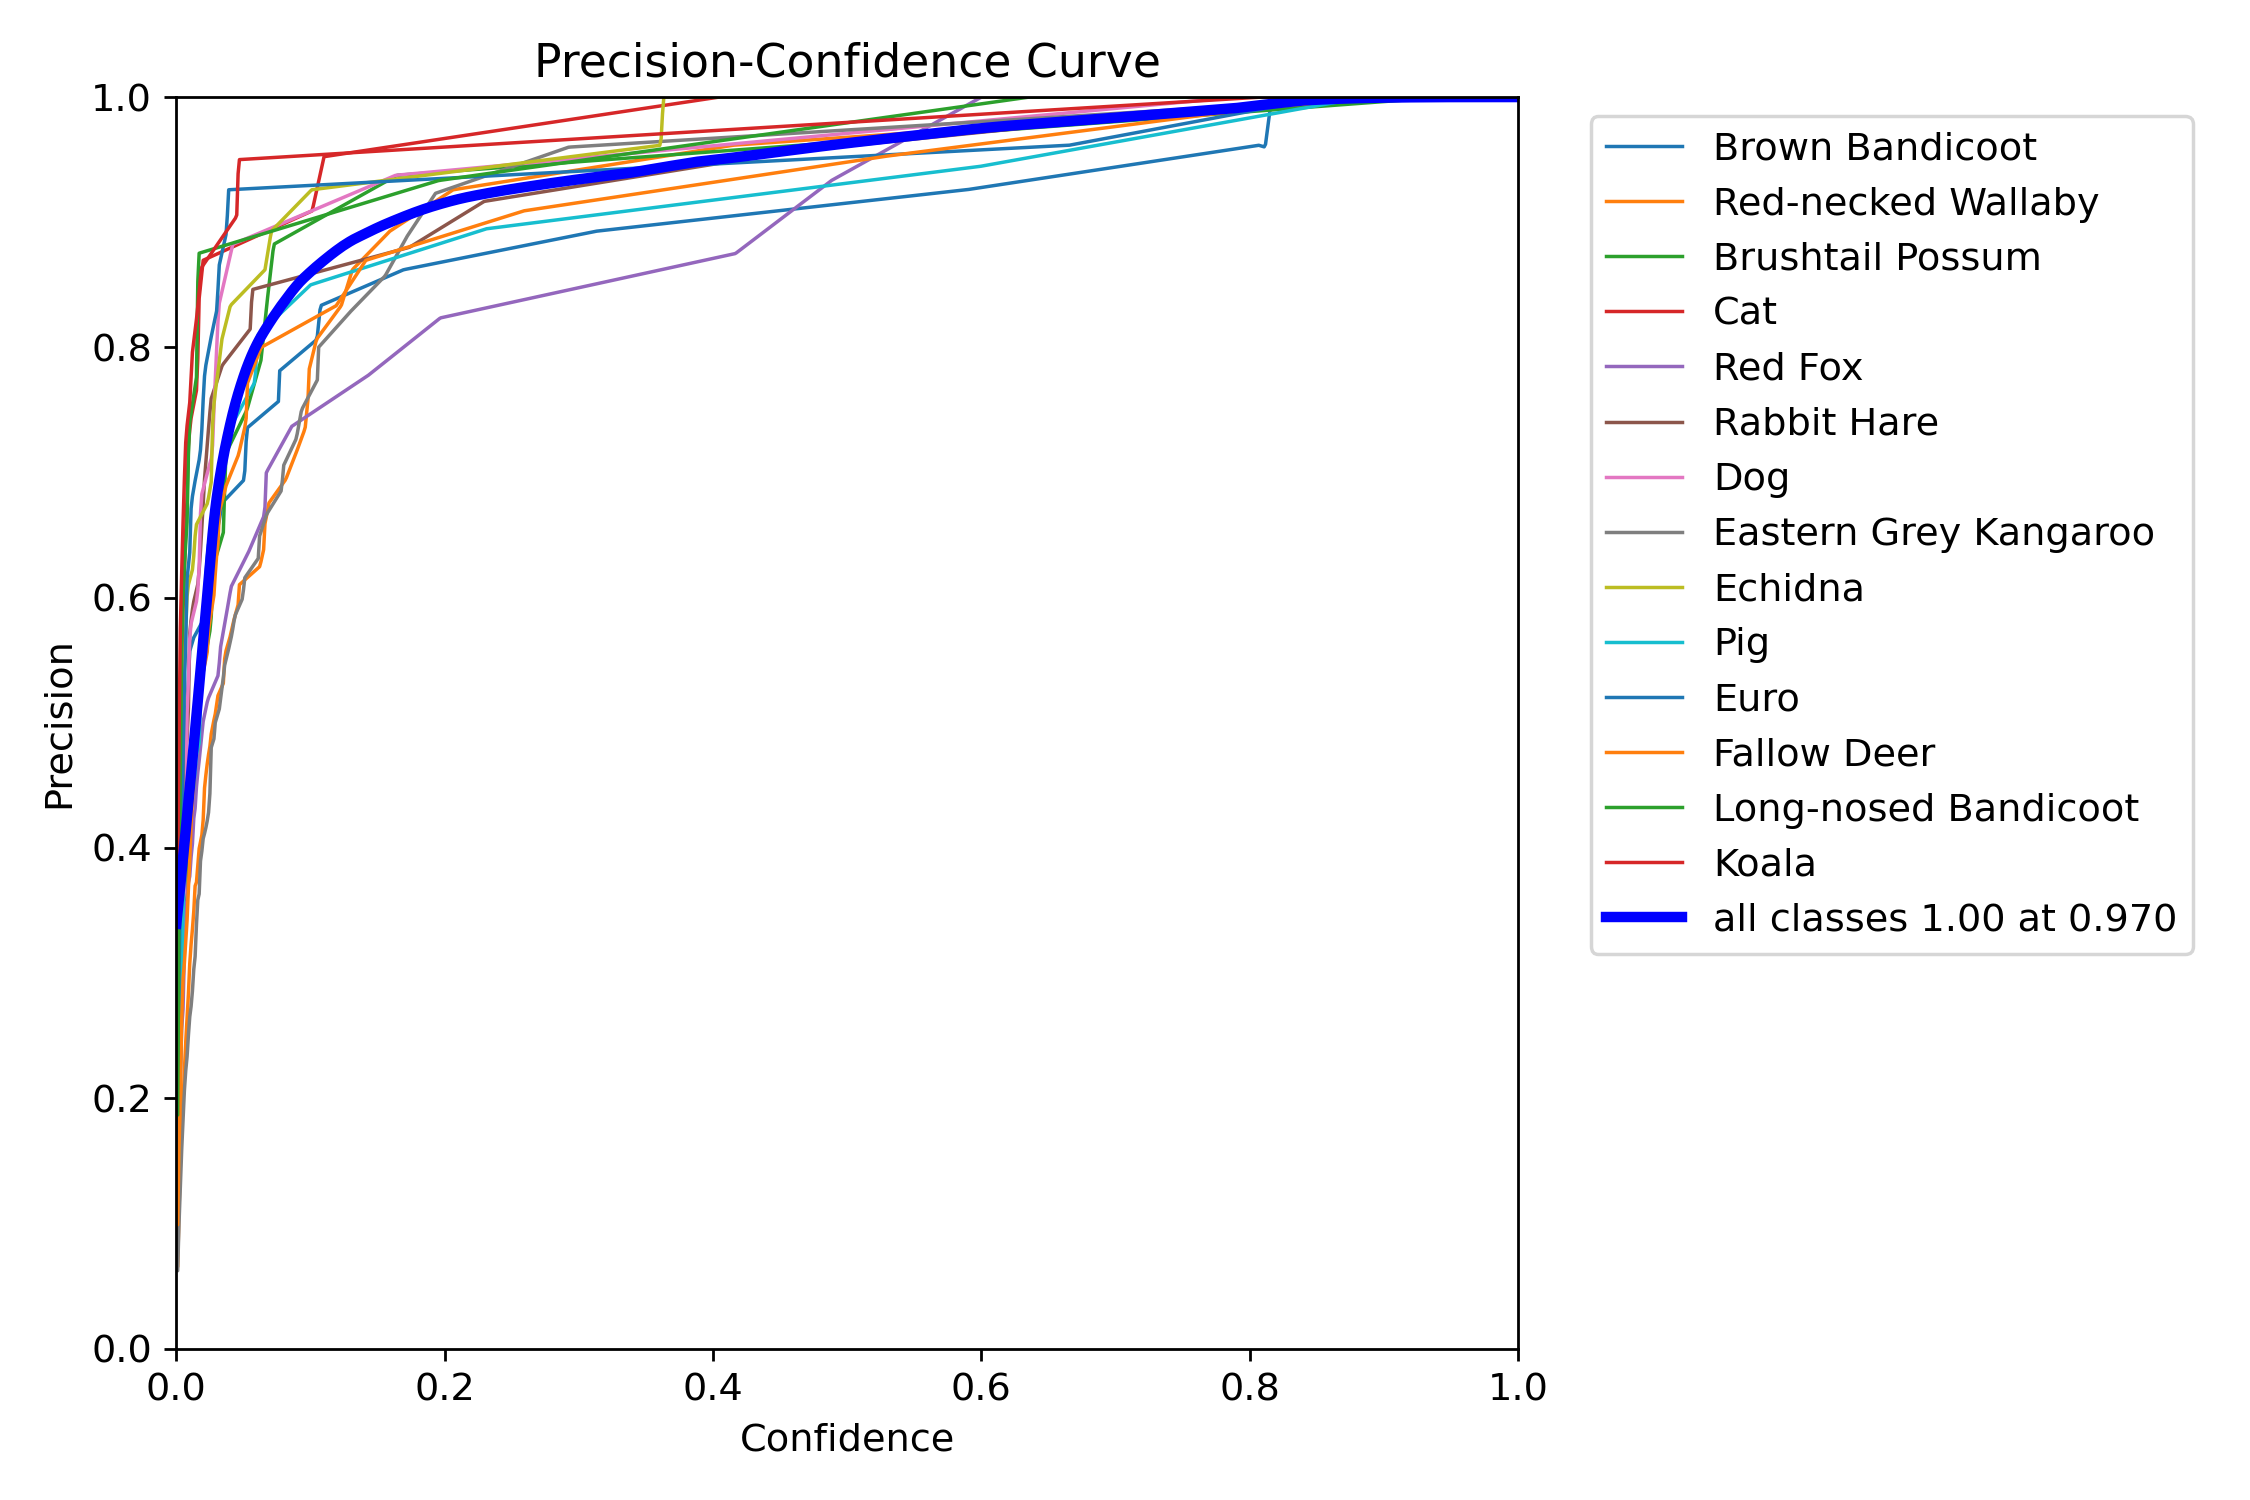 Precision-Confidence Curve
1.0
0.8
0.6
0.4
0.2
0.0
Precision
0.0 0.2 0.4 0.6 0.8 1.0
Confidence
Brown Bandicoot
Red-necked Wallaby
Brushtail Possum
Cat
Red Fox
Rabbit Hare
Dog
Eastern Grey Kangaroo
Echidna
Pig
Euro
Fallow Deer
Long-nosed Bandicoot
Koala
all classes 1.00 at 0.970